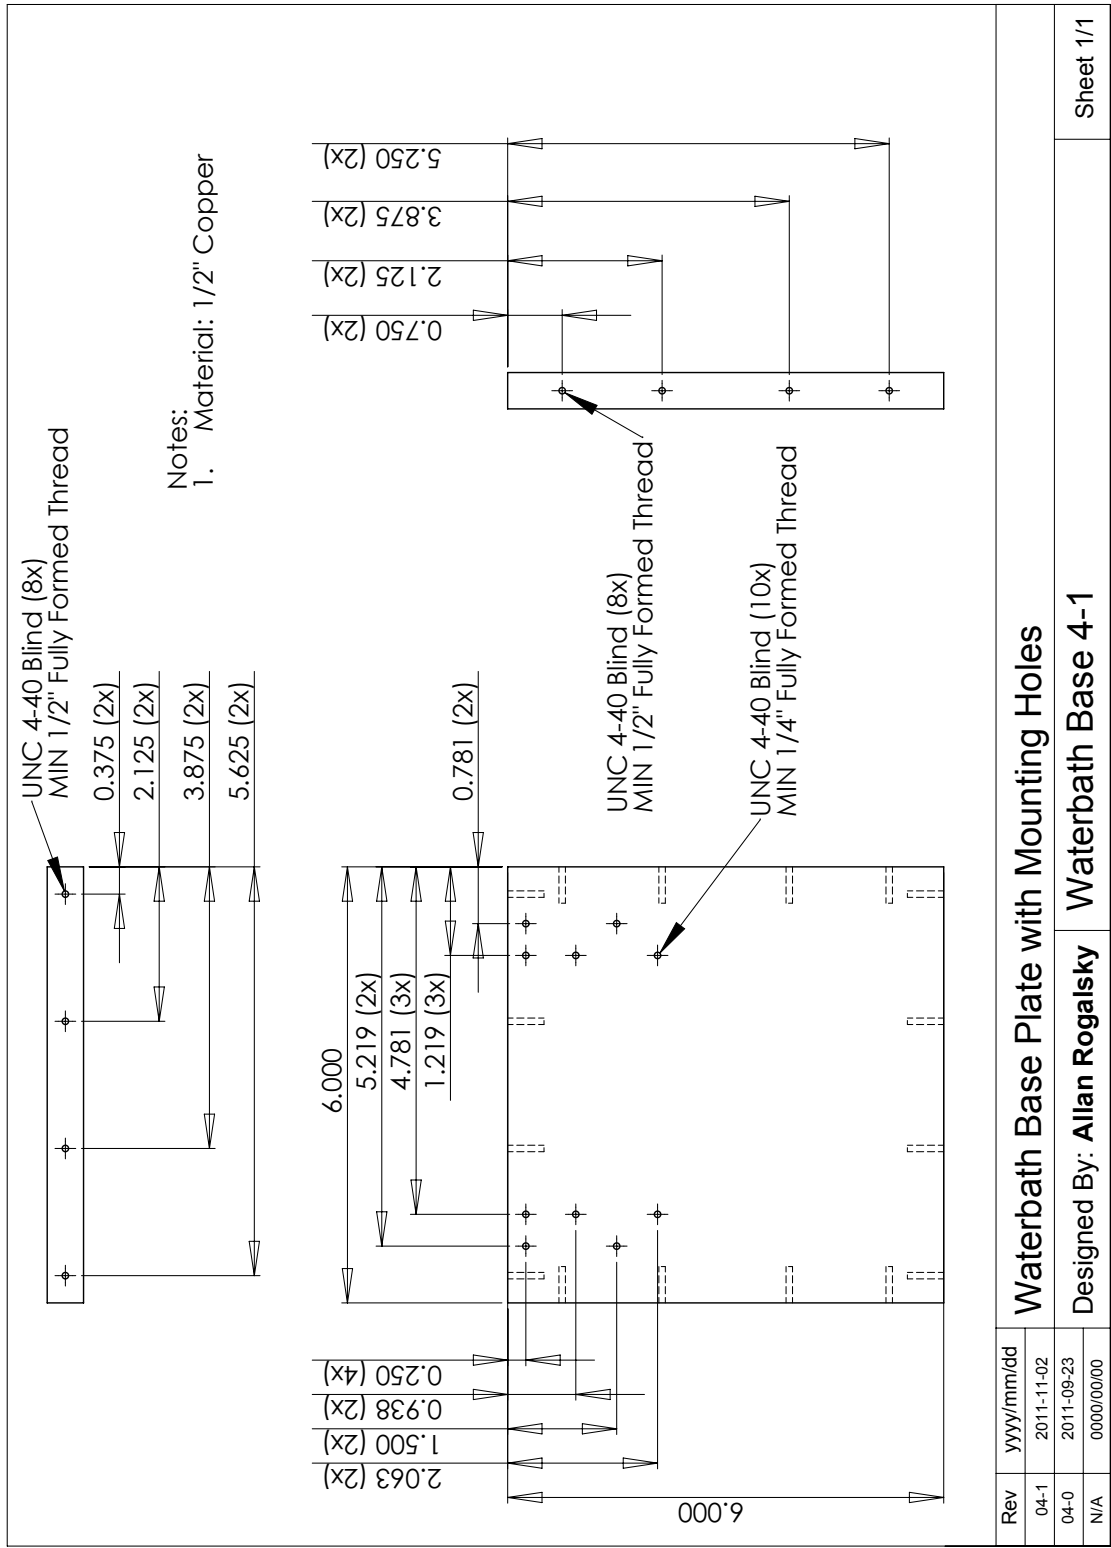 UNC 4-40 Blind (8x)
MIN 1/2" Fully Formed Thread
0.375 (2x)
2.125 (2x)
3.875 (2x)
5.625 (2x)
Notes:
1. Material: 1/2" Copper
6.000
5.219 (2x)
4.781 (3x)
1.219 (3x)
0.781 (2x)
0.250 (4x)
0.938 (2x)
1.500 (2x)
2.063 (2x)
6.000
UNC 4-40 Blind (8x)
MIN 1/2" Fully Formed Thread
UNC 4-40 Blind (10x)
MIN 1/4" Fully Formed Thread
5.250 (2x)
3.875 (2x)
2.125 (2x)
0.750 (2x)
Rev yyyy/mm/dd
04-1 2011-11-02
04-0 2011-09-23
N/A 0000/00/00
Waterbath Base Plate with Mounting Holes
Designed By: Allan Rogalsky
Waterbath Base 4-1
Sheet 1/1